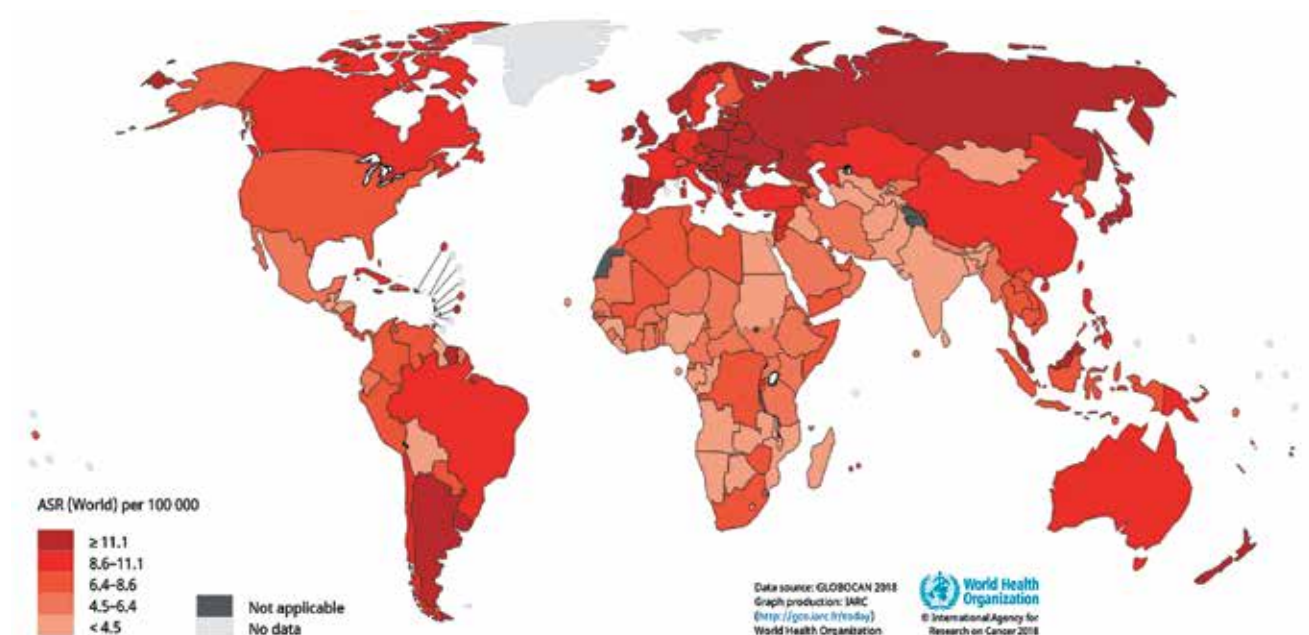 ASR (World) per 100 000
≥ 11.1
8.6–11.1
6.4–8.6
4.5–6.4
< 4.5
Not applicable
No data
Data source: GLOBOCAN 2018
Graph production: IARC
(http://gco.iarc.fr/today)
World Health Organization
World Health
Organization
© International Agency for
Research on Cancer 2018